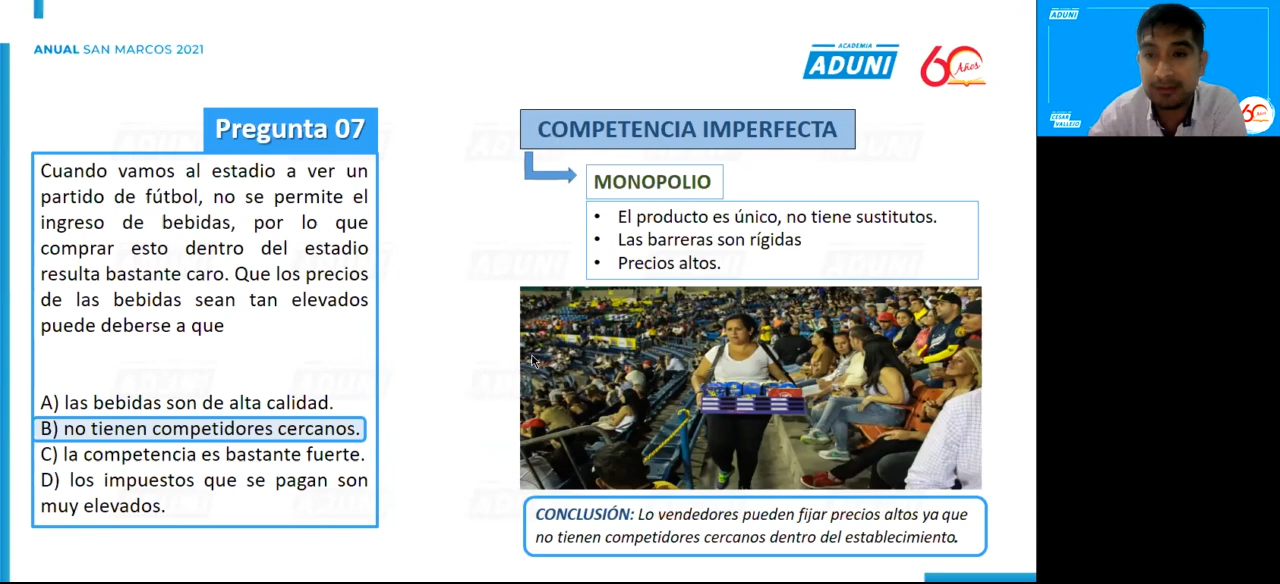 ANUAL SAN MARCOS 2021
ACADEMIA
ADUNI
60
Años
Pregunta 07
Cuando vamos al estadio a ver un
partido de fútbol, no se permite el
ingreso de bebidas, por lo que
comprar esto dentro del estadio
resulta bastante caro. Que los precios
de las bebidas sean tan elevados
puede deberse a que
A) las bebidas son de alta calidad.
B) no tienen competidores cercanos.
C) la competencia es bastante fuerte.
D) los impuestos que se pagan son
muy elevados.
COMPETENCIA IMPERFECTA
MONOPOLIO
• El producto es único, no tiene sustitutos.
• Las barreras son rígidas
• Precios altos.
CONCLUSIÓN: Lo vendedores pueden fijar precios altos ya que
no tienen competidores cercanos dentro del establecimiento.
ADUNI
CESAR
VALLEJO
60